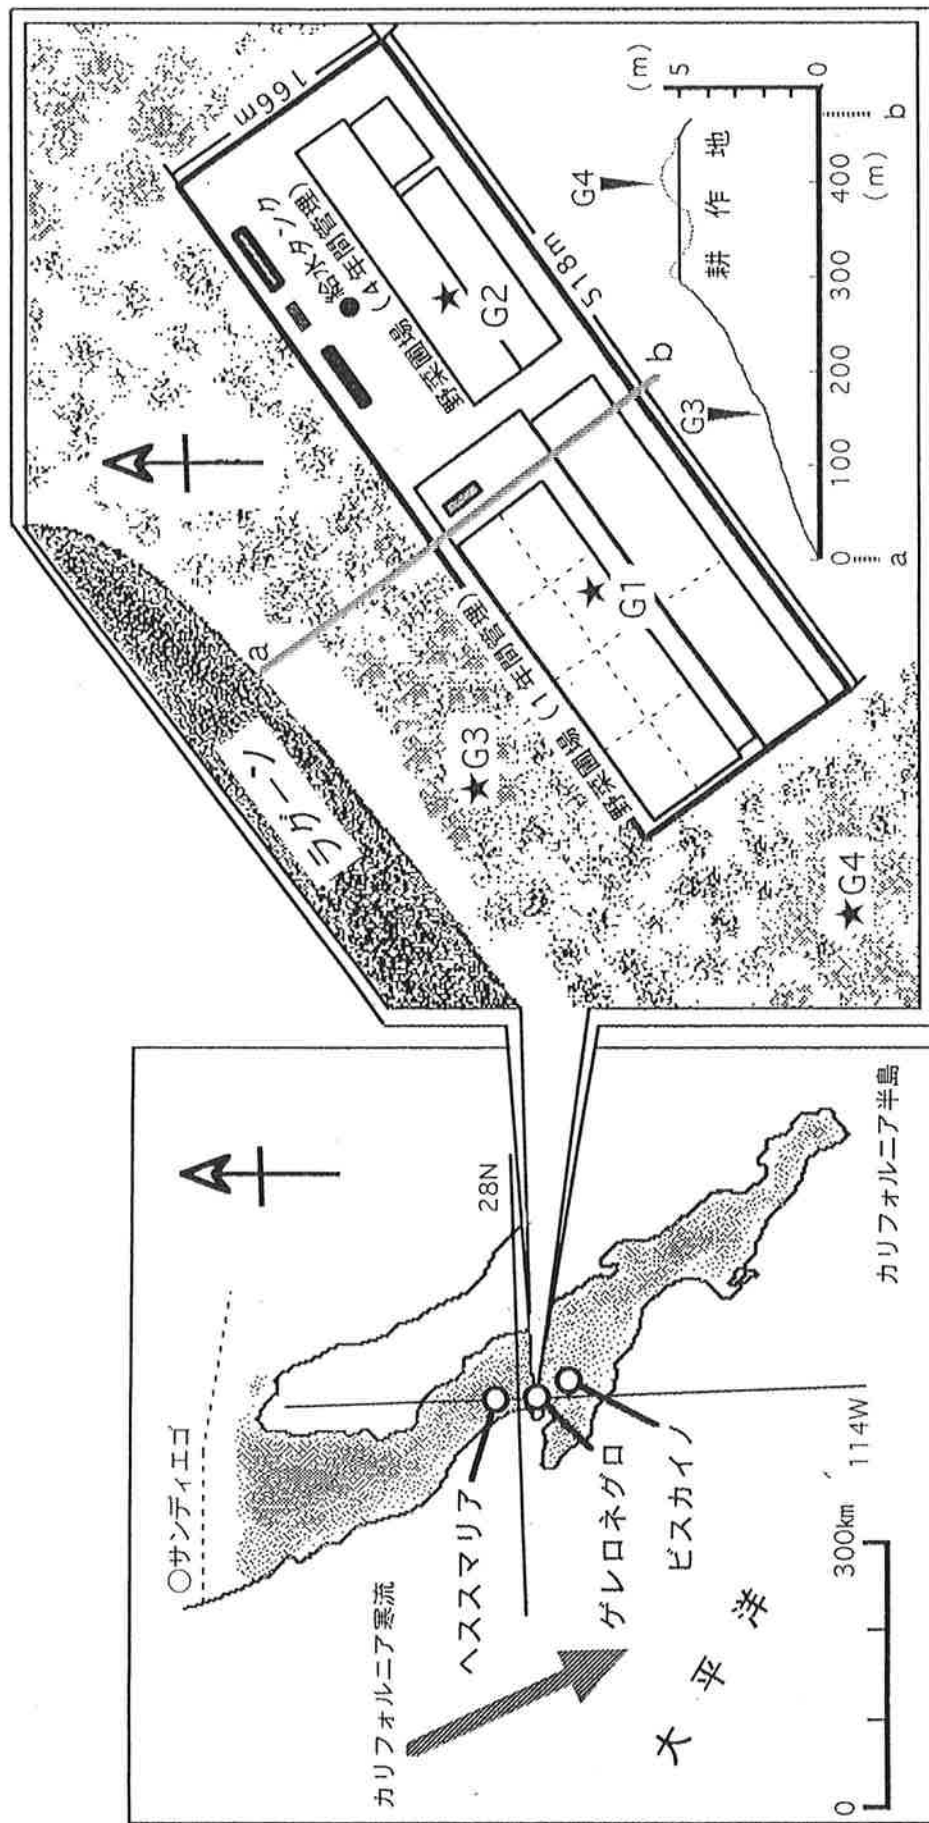 サンディエゴ
カリフォルニア寒流
ヘススマリア
28N
ゲレロネグロ
ビスカイノ
太平洋
114W
カリフォルニア半島
0
300km
ラグーン
a
b
166m
518m
給水タンク
野菜圃場
(4年間管理)
G2
野菜圃場(1年間管理)
G1
G3
G4
(m)
5
0
G3
G4
耕作地
0
100
200
300
400
(m)
a
b